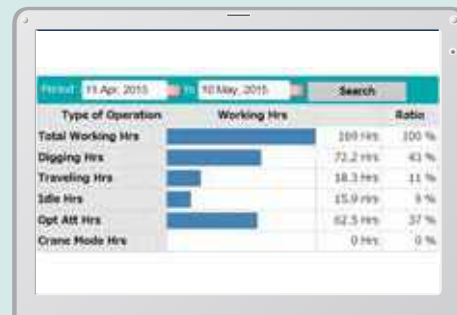 Period 11 Apr, 2015 to 10 May, 2015 Search
Type of Operation Working Hrs Ratio
Total Working Hrs 169 Hrs 100 %
Digging Hrs 72.2 Hrs 43 %
Traveling Hrs 18.3 Hrs 11 %
Idle Hrs 15.9 Hrs 9 %
Opt Att Hrs 62.5 Hrs 37 %
Crane Mode Hrs 0 Hrs 0 %